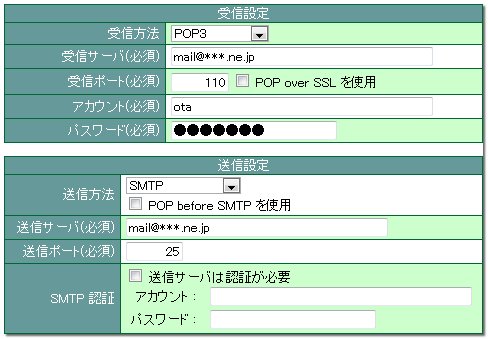 受信設定
受信方法 POP3
受信サーバ(必須) mail@***.ne.jp
受信ポート(必須) 110 POP over SSL を使用
アカウント(必須) ota
パスワード(必須) ●●●●●●●
送信設定
送信方法 SMTP
POP before SMTP を使用
送信サーバ(必須) mail@***.ne.jp
送信ポート(必須) 25
SMTP 認証 送信サーバは認証が必要
アカウント：
パスワード：